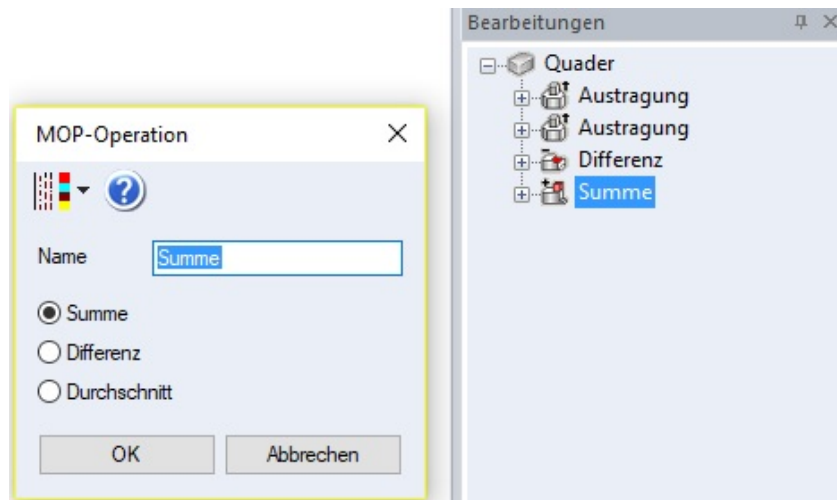 MOP-Operation
Name
Summe
Summe
Differenz
Durchschnitt
OK
Abbrechen
Bearbeitungen
Quader
Austragung
Austragung
Differenz
Summe